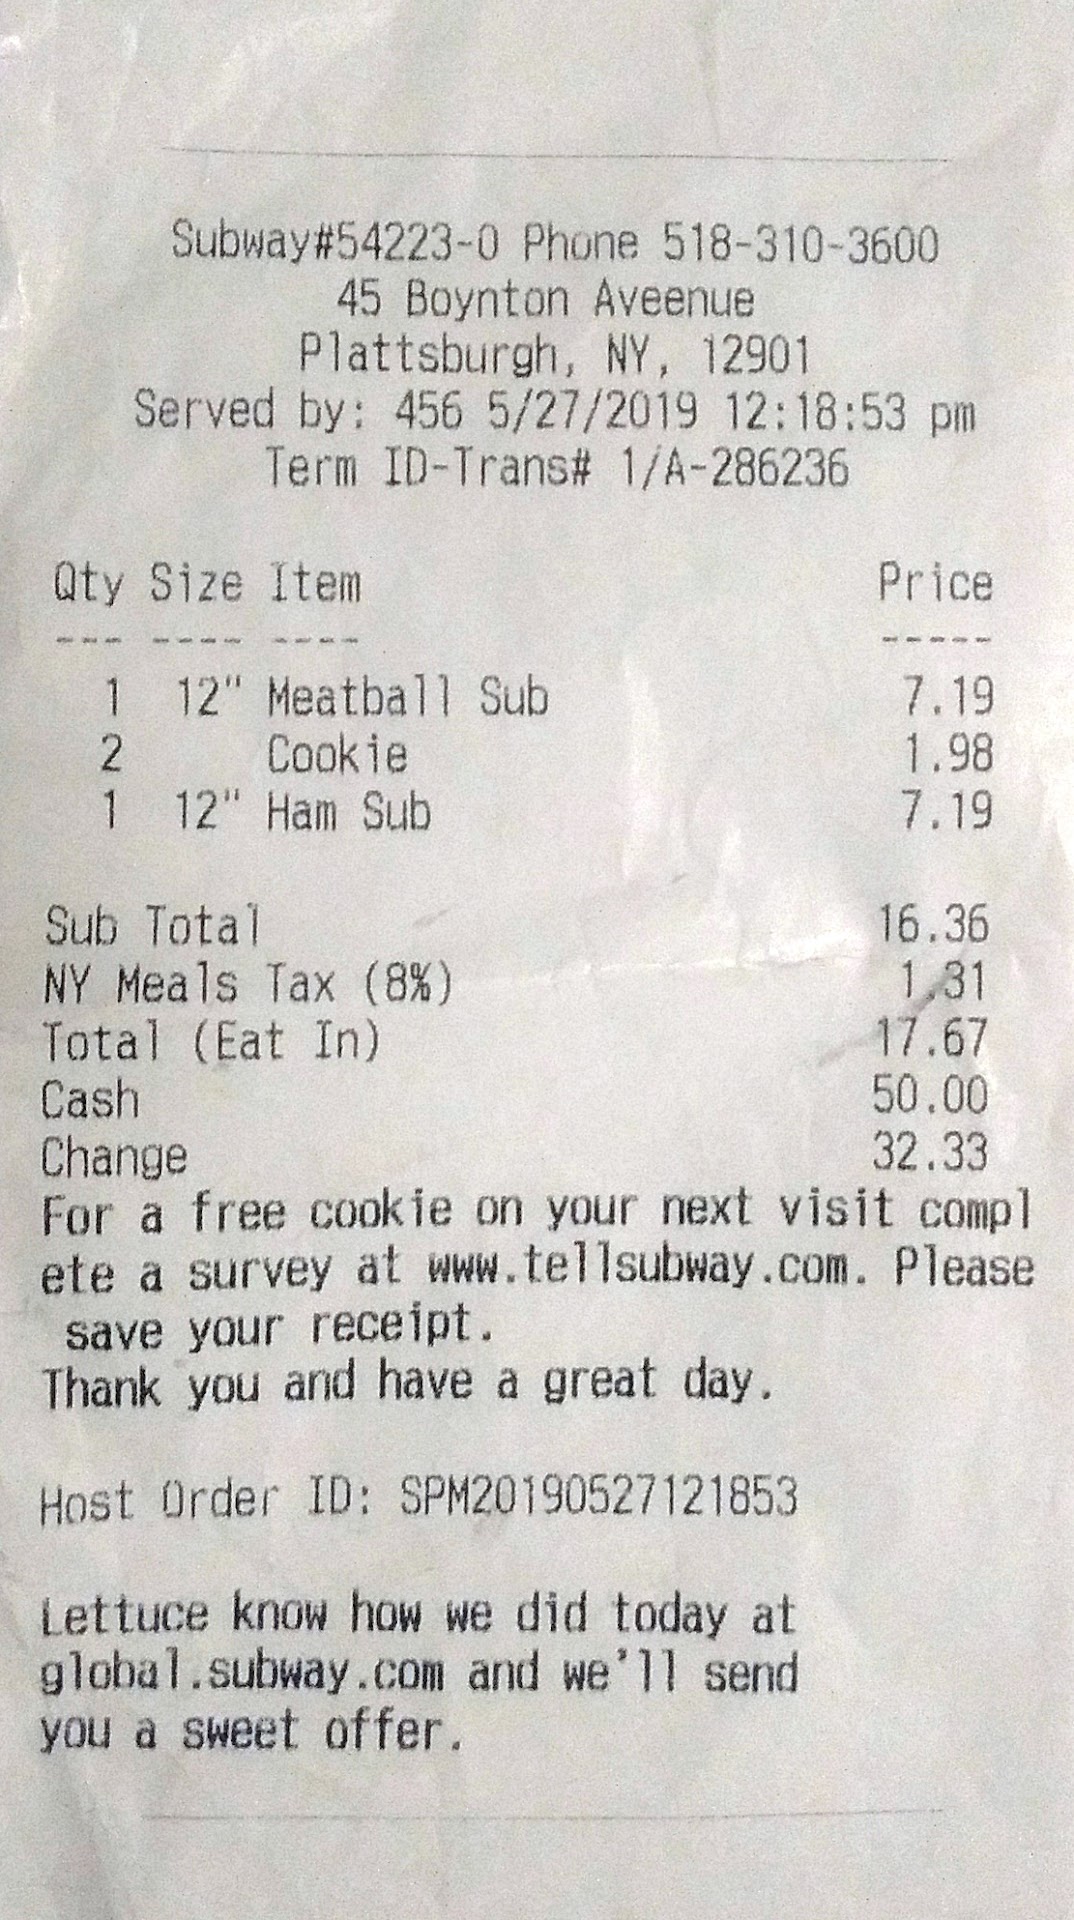 Subway#54223-0 Phone 518-310-3600
45 Boynton Aveenue
Plattsburgh, NY, 12901
Served by: 456 5/27/2019 12:18:53 pm
Term ID-Trans# 1/A-286236
Qty Size Item Price
--- ---- ---- -----
1 12" Meatball Sub 7.19
2 Cookie 1.98
1 12" Ham Sub 7.19
Sub Total 16.36
NY Meals Tax (8%) 1.31
Total (Eat In) 17.67
Cash 50.00
Change 32.33
For a free cookie on your next visit compl
ete a survey at www.tellsubway.com. Please
save your receipt.
Thank you and have a great day.
Host Order ID: SPM20190527121853
Lettuce know how we did today at
global.subway.com and we'll send
you a sweet offer.